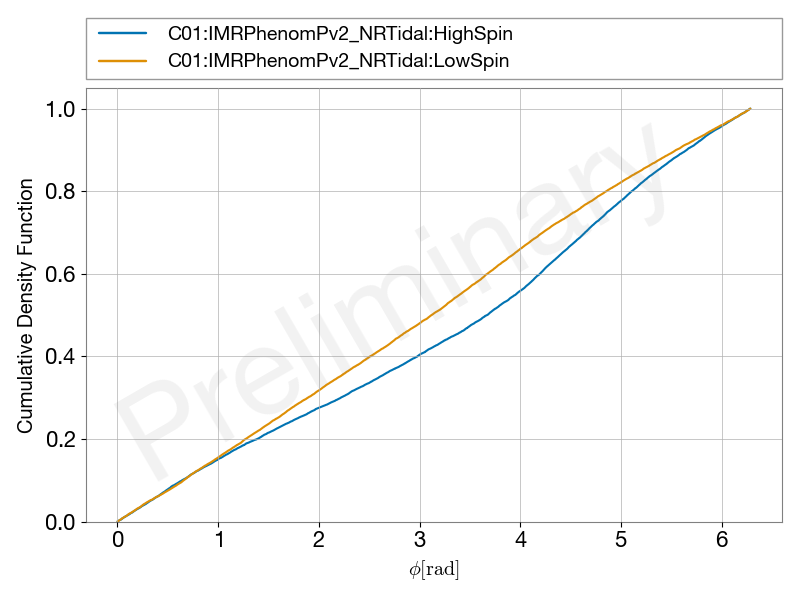 C01:IMRPhenomPv2_NRTidal:HighSpin
C01:IMRPhenomPv2_NRTidal:LowSpin
1.0
0.8
0.6
0.4
0.2
0.0
Cumulative Density Function
Preliminary
0 1 2 3 4 5 6
ϕ[rad]